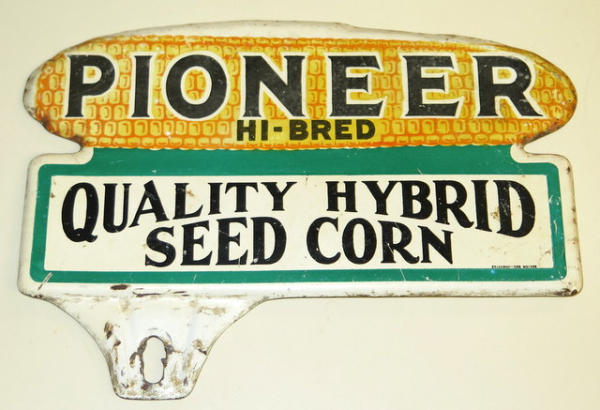 PIONEER
HI-BRED
QUALITY HYBRID
SEED CORN